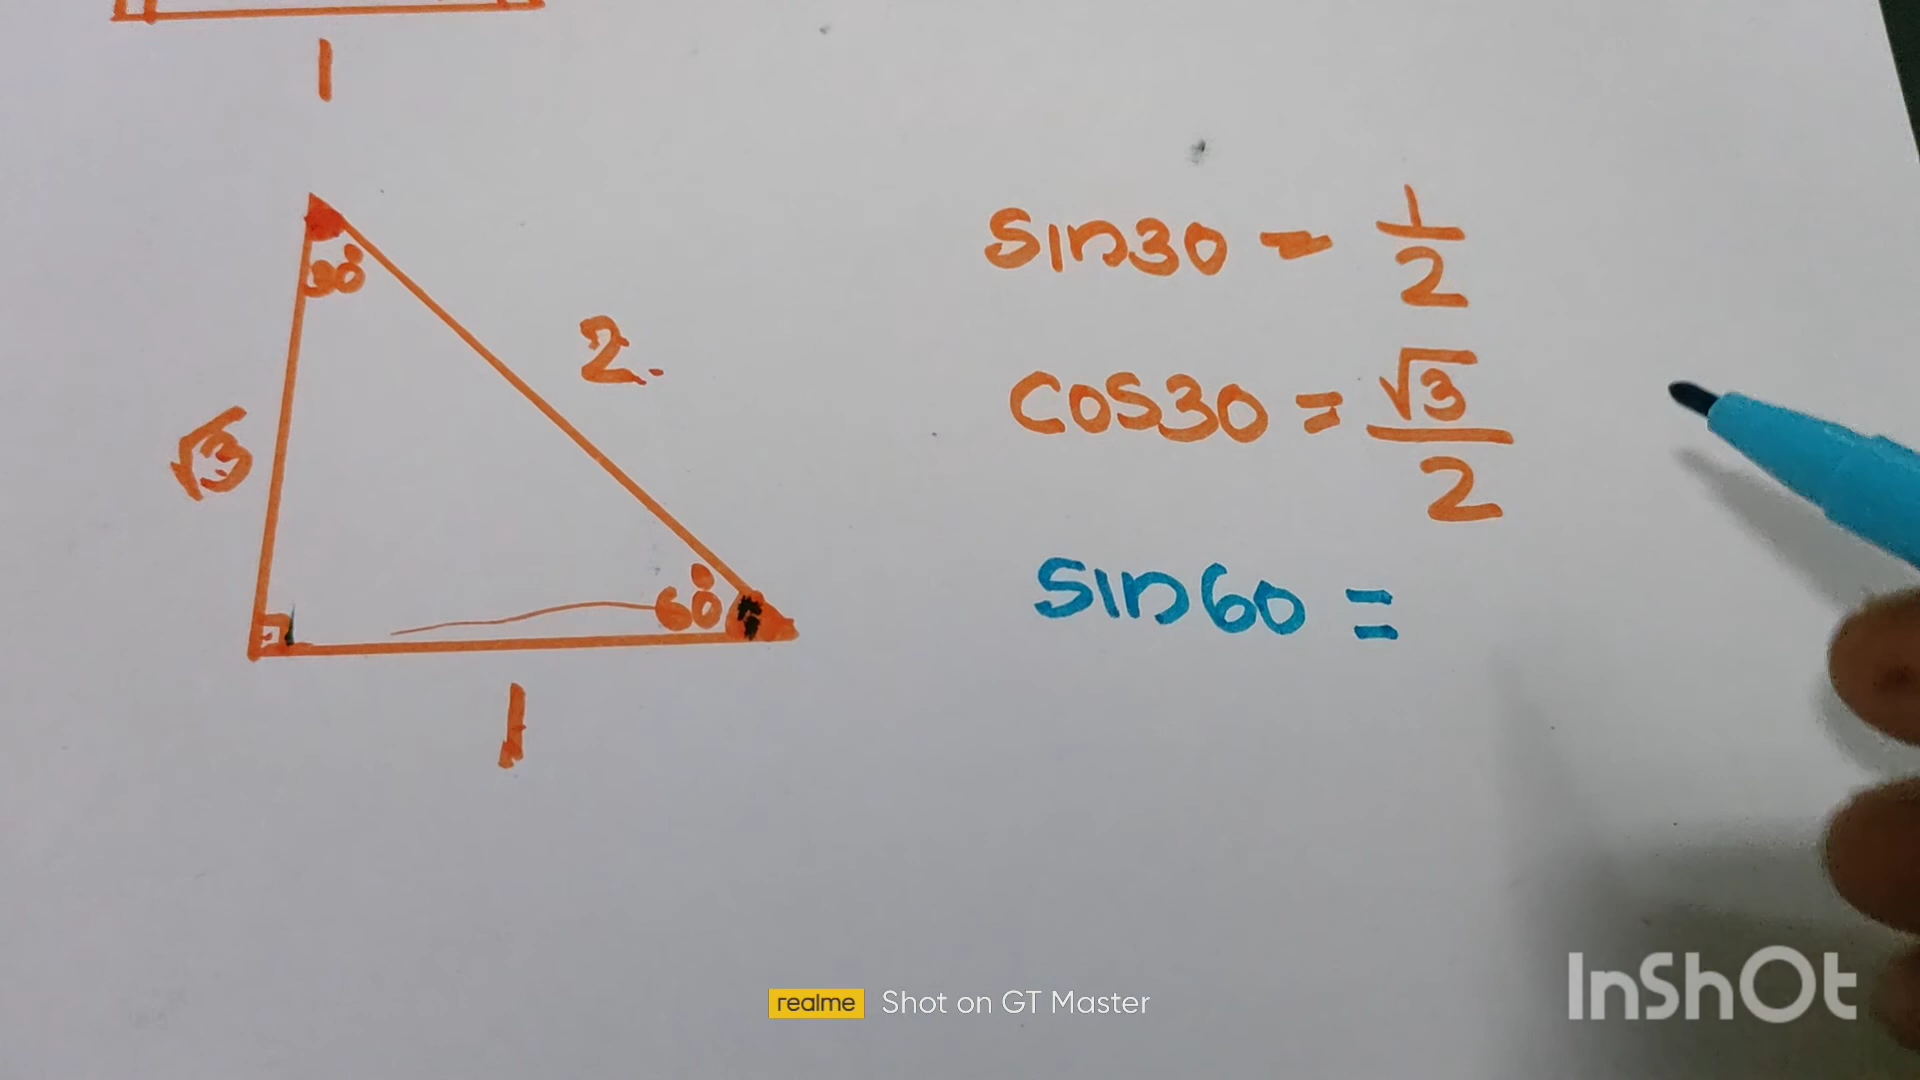 1
30°
sin30 = 1/2
2.
√3
cos30 = √3/2
60°
sin60 =
1
realme Shot on GT Master
InShOt